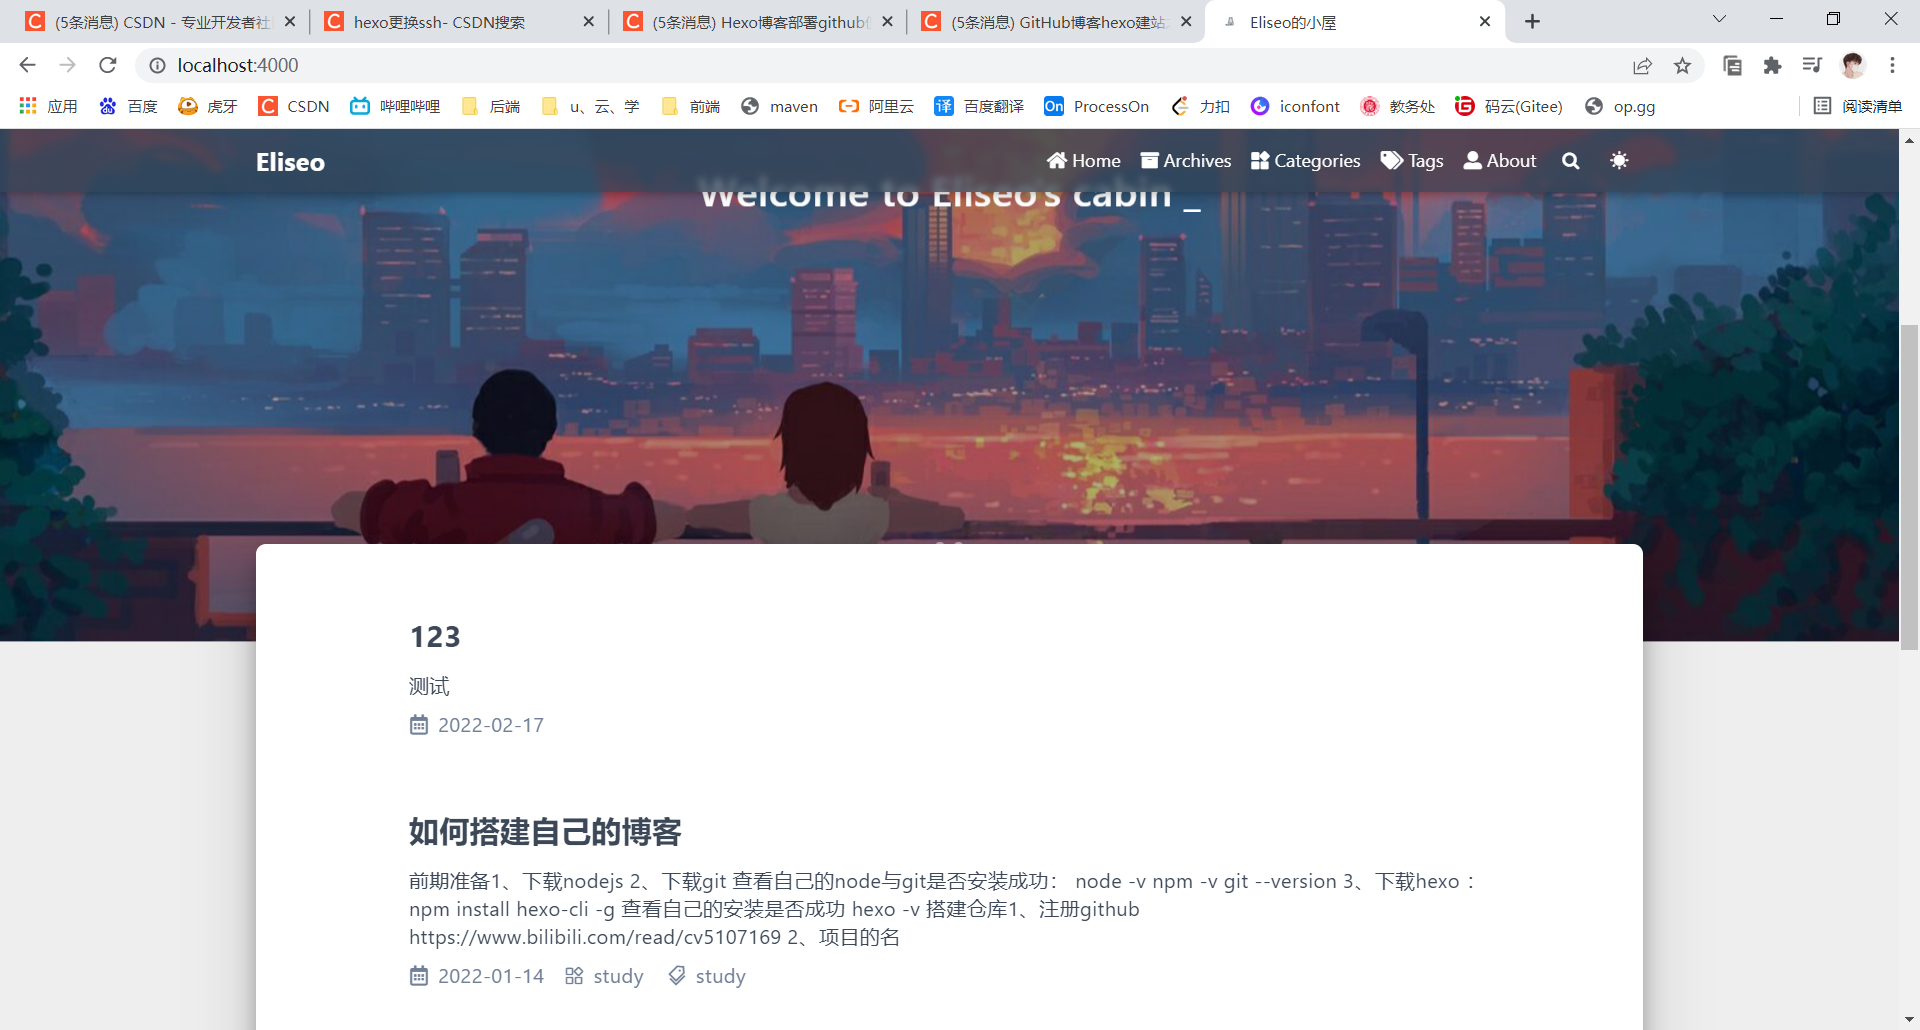 (5条消息) CSDN - 专业开发者社
hexo更换ssh- CSDN搜索
(5条消息) Hexo博客部署github
(5条消息) GitHub博客hexo建站
Eliseo的小屋
localhost:4000
应用 百度 虎牙 CSDN 哔哩哔哩 后端 u、云、学 前端 maven 阿里云 百度翻译 ProcessOn 力扣 iconfont 教务处 码云(Gitee) op.gg 阅读清单
Eliseo
Home Archives Categories Tags About
Welcome to Eliseo's cabin _
123
测试
2022-02-17
如何搭建自己的博客
前期准备1、下载nodejs 2、下载git 查看自己的node与git是否安装成功： node -v npm -v git --version 3、下载hexo：
npm install hexo-cli -g 查看自己的安装是否成功 hexo -v 搭建仓库1、注册github
https://www.bilibili.com/read/cv5107169 2、项目的名
2022-01-14 study study